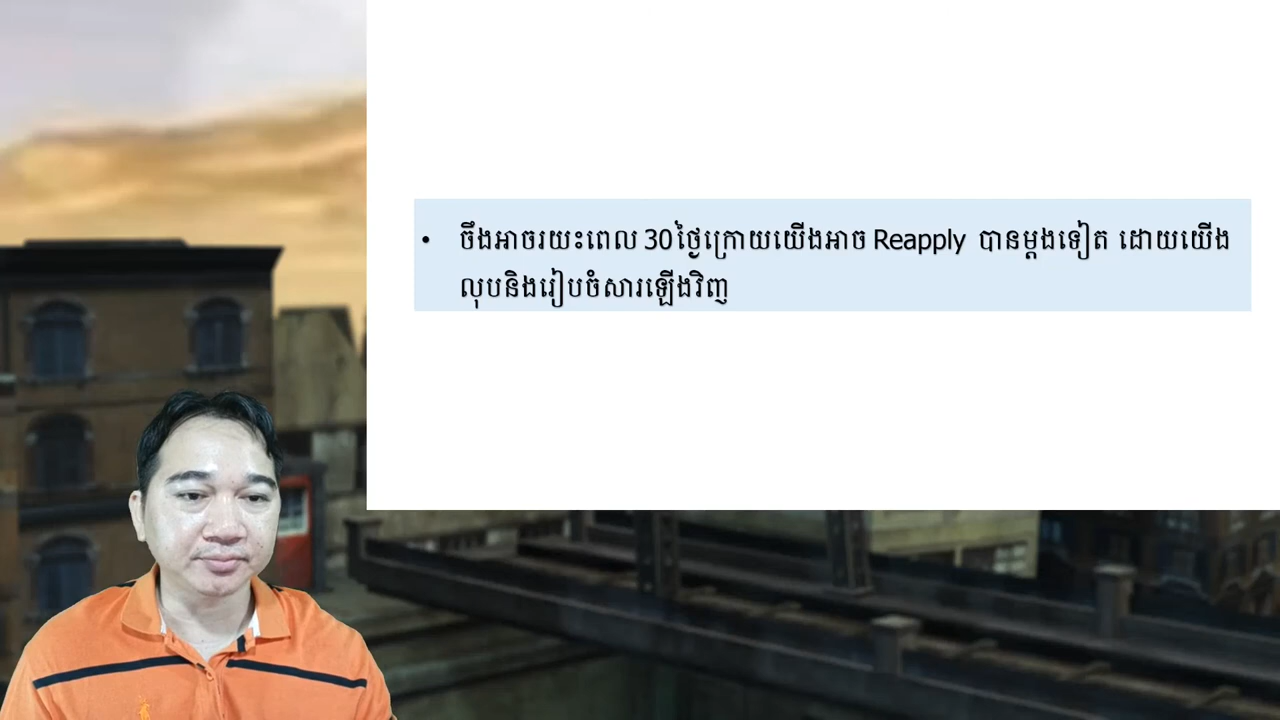 • ចឹងអាចរយះពេល 30 ថ្ងៃក្រោយយើងអាច Reapply បានម្តងទៀត ដោយយើង
លុបនិងរៀបចំសារឡើងវិញ